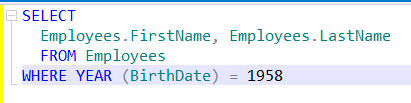 SELECT
Employees.FirstName, Employees.LastName
FROM Employees
WHERE YEAR (BirthDate) = 1958